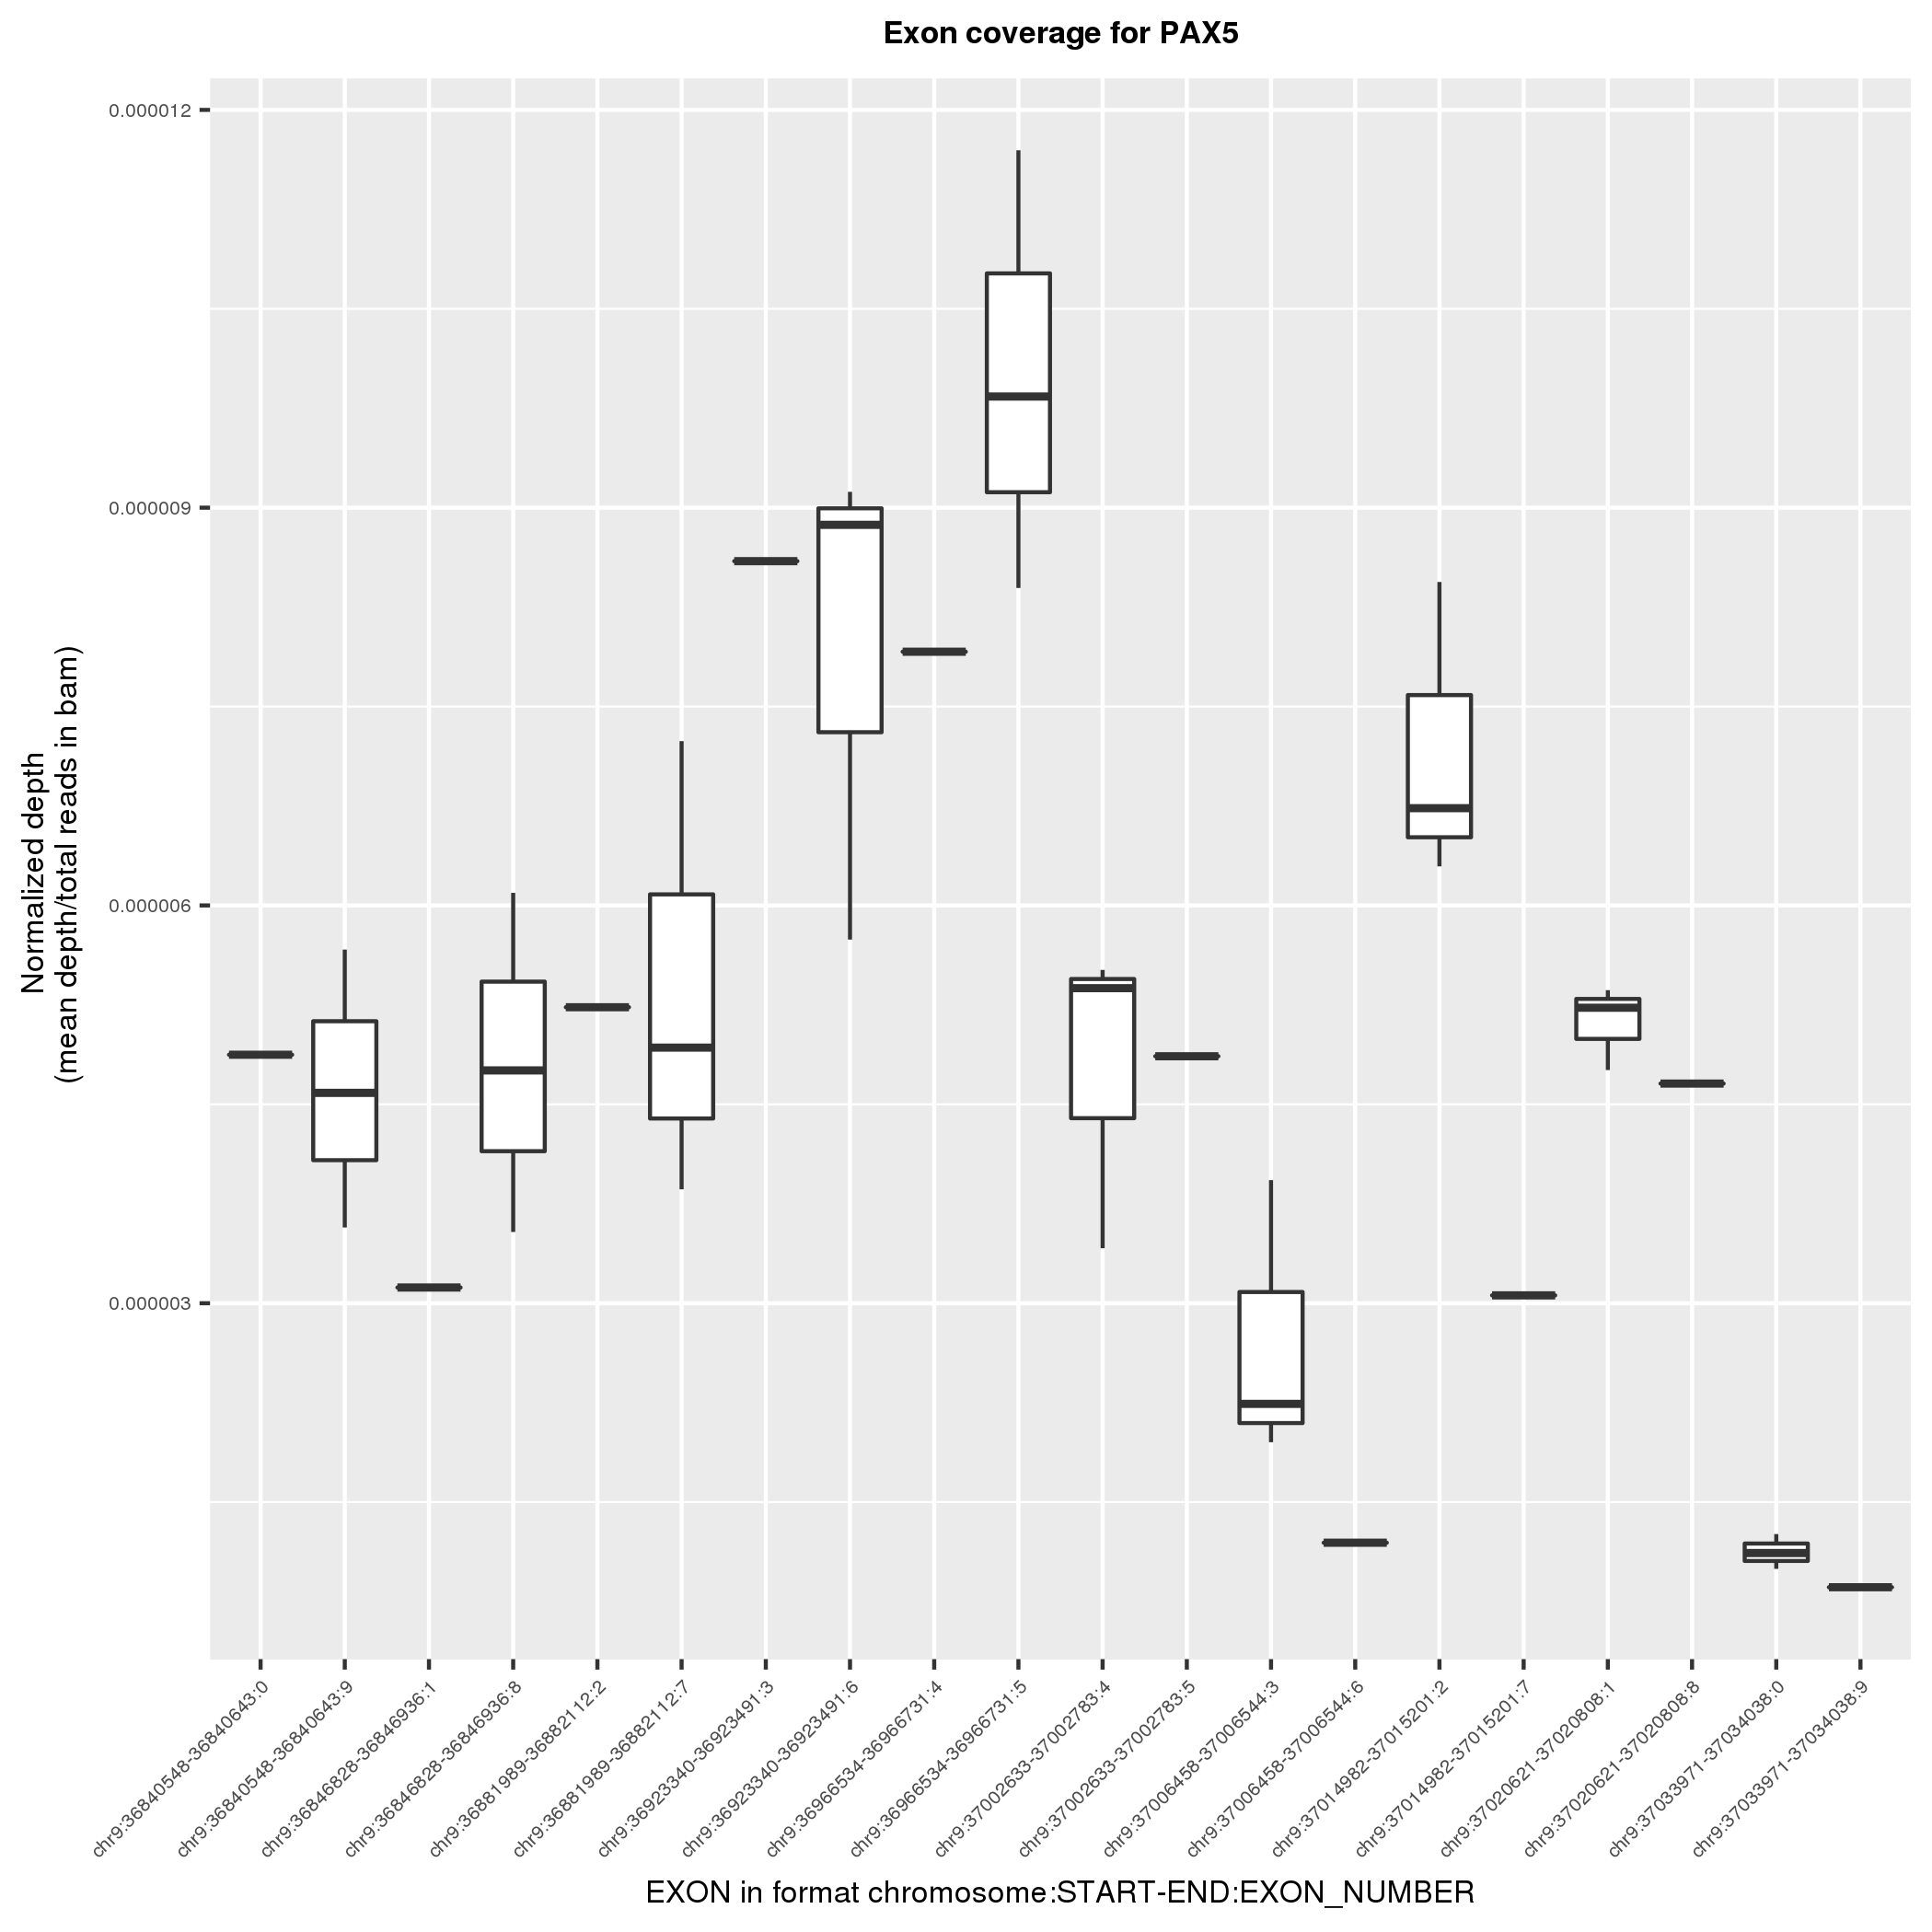 Exon coverage for PAX5
0.000012
0.000009
0.000006
0.000003
Normalized depth
(mean depth/total reads in bam)
chr9:36840548-36840643:0
chr9:36840548-36840643:9
chr9:36846828-36846936:1
chr9:36846828-36846936:8
chr9:36881989-36882112:2
chr9:36881989-36882112:7
chr9:36923340-36923491:3
chr9:36923340-36923491:6
chr9:36966534-36966731:4
chr9:36966534-36966731:5
chr9:37002633-37002783:4
chr9:37002633-37002783:5
chr9:37006458-37006544:3
chr9:37006458-37006544:6
chr9:37014982-37015201:2
chr9:37014982-37015201:7
chr9:37020621-37020808:1
chr9:37020621-37020808:8
chr9:37033971-37034038:0
chr9:37033971-37034038:9
EXON in format chromosome:START-END:EXON_NUMBER